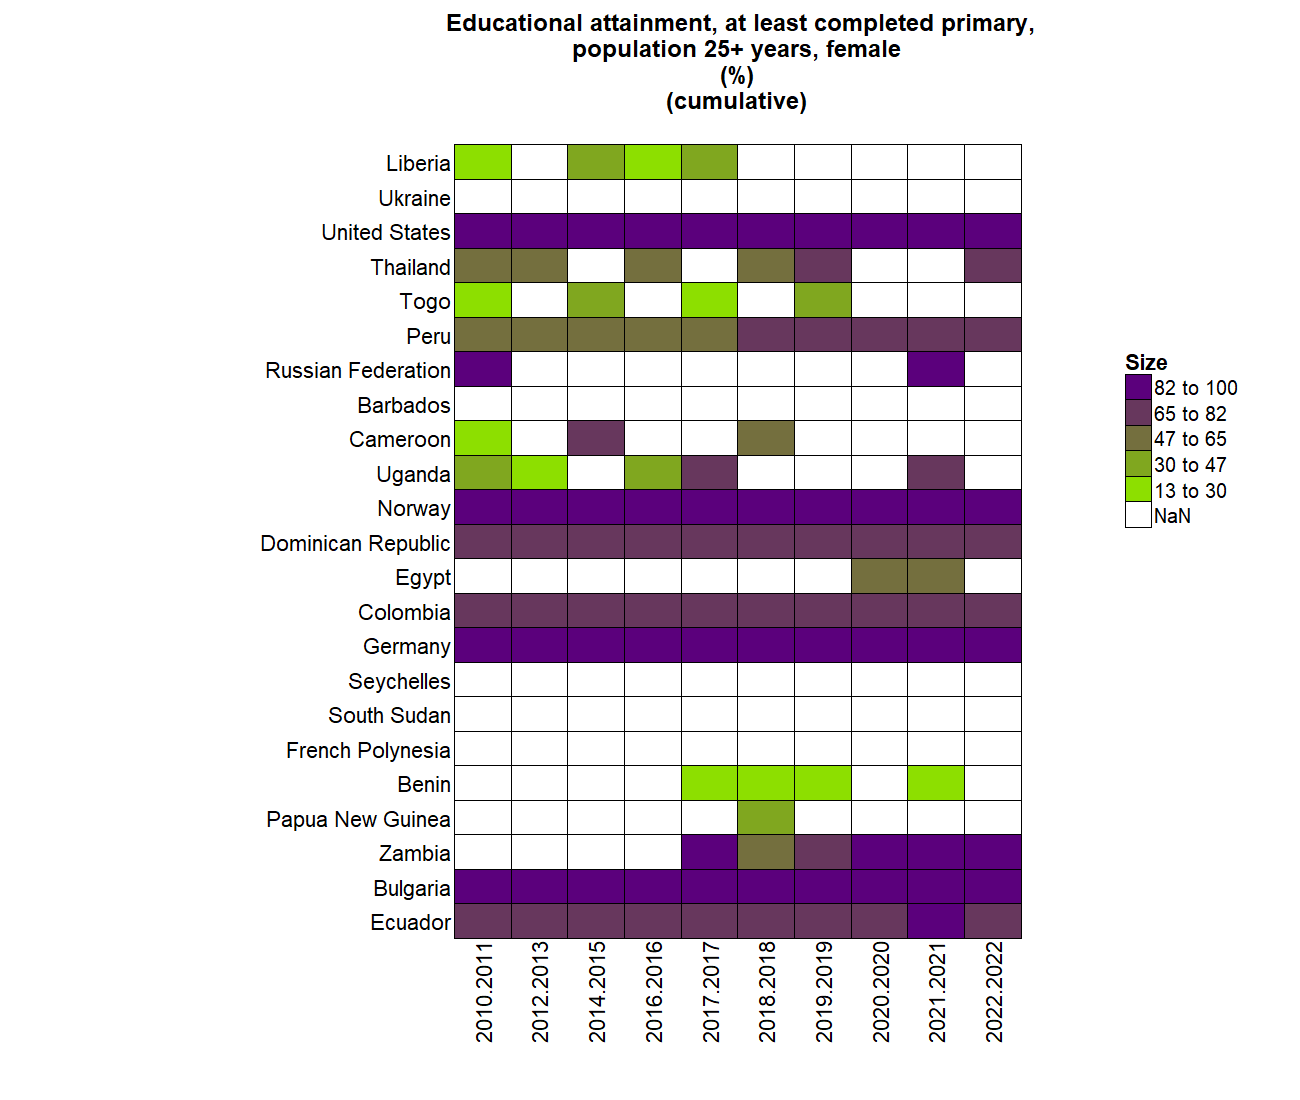 Educational attainment, at least completed primary,
population 25+ years, female
(%)
(cumulative)
Liberia
Ukraine
United States
Thailand
Togo
Peru
Russian Federation
Barbados
Cameroon
Uganda
Norway
Dominican Republic
Egypt
Colombia
Germany
Seychelles
South Sudan
French Polynesia
Benin
Papua New Guinea
Zambia
Bulgaria
Ecuador
2010.2011
2012.2013
2014.2015
2016.2016
2017.2017
2018.2018
2019.2019
2020.2020
2021.2021
2022.2022
Size
82 to 100
65 to 82
47 to 65
30 to 47
13 to 30
NaN